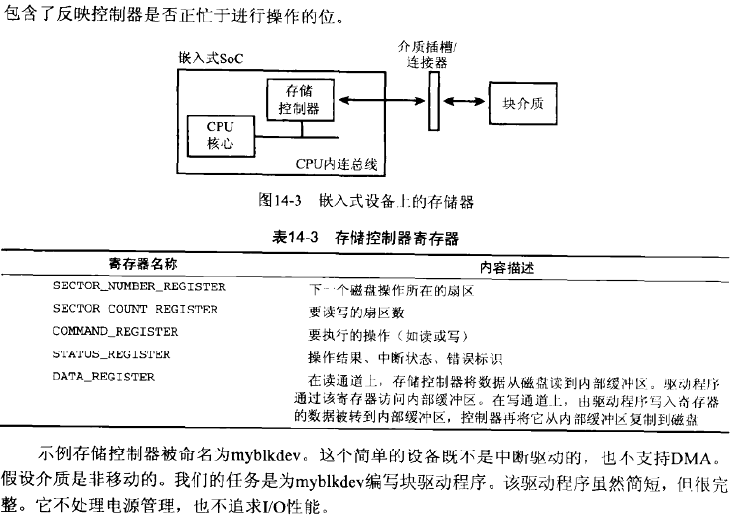 包含了反映控制器是否正忙于进行操作的位。
嵌入式SoC
介质插槽/
连接器
存储
控制器
块介质
CPU
核心
CPU内连总线
图14-3 嵌入式设备上的存储器
表14-3 存储控制器寄存器
寄存器名称 内容描述
SECTOR_NUMBER_REGISTER 下一个磁盘操作所在的扇区
SECTOR_COUNT_REGISTER 要读写的扇区数
COMMAND_REGISTER 要执行的操作（如读或写）
STATUS_REGISTER 操作结果、中断状态、错误标识
DATA_REGISTER 在读通道上，存储控制器将数据从磁盘读到内部缓冲区。驱动程序
通过该寄存器访问内部缓冲区。在写通道上，由驱动程序写入寄存器
的数据被转到内部缓冲区，控制器再将它从内部缓冲区复制到磁盘
示例存储控制器被命名为myblkdev。这个简单的设备既不是中断驱动的，也不支持DMA。
假设介质是非移动的。我们的任务是为myblkdev编写块驱动程序。该驱动程序虽然简短，但很完
整。它不处理电源管理，也不追求I/O性能。